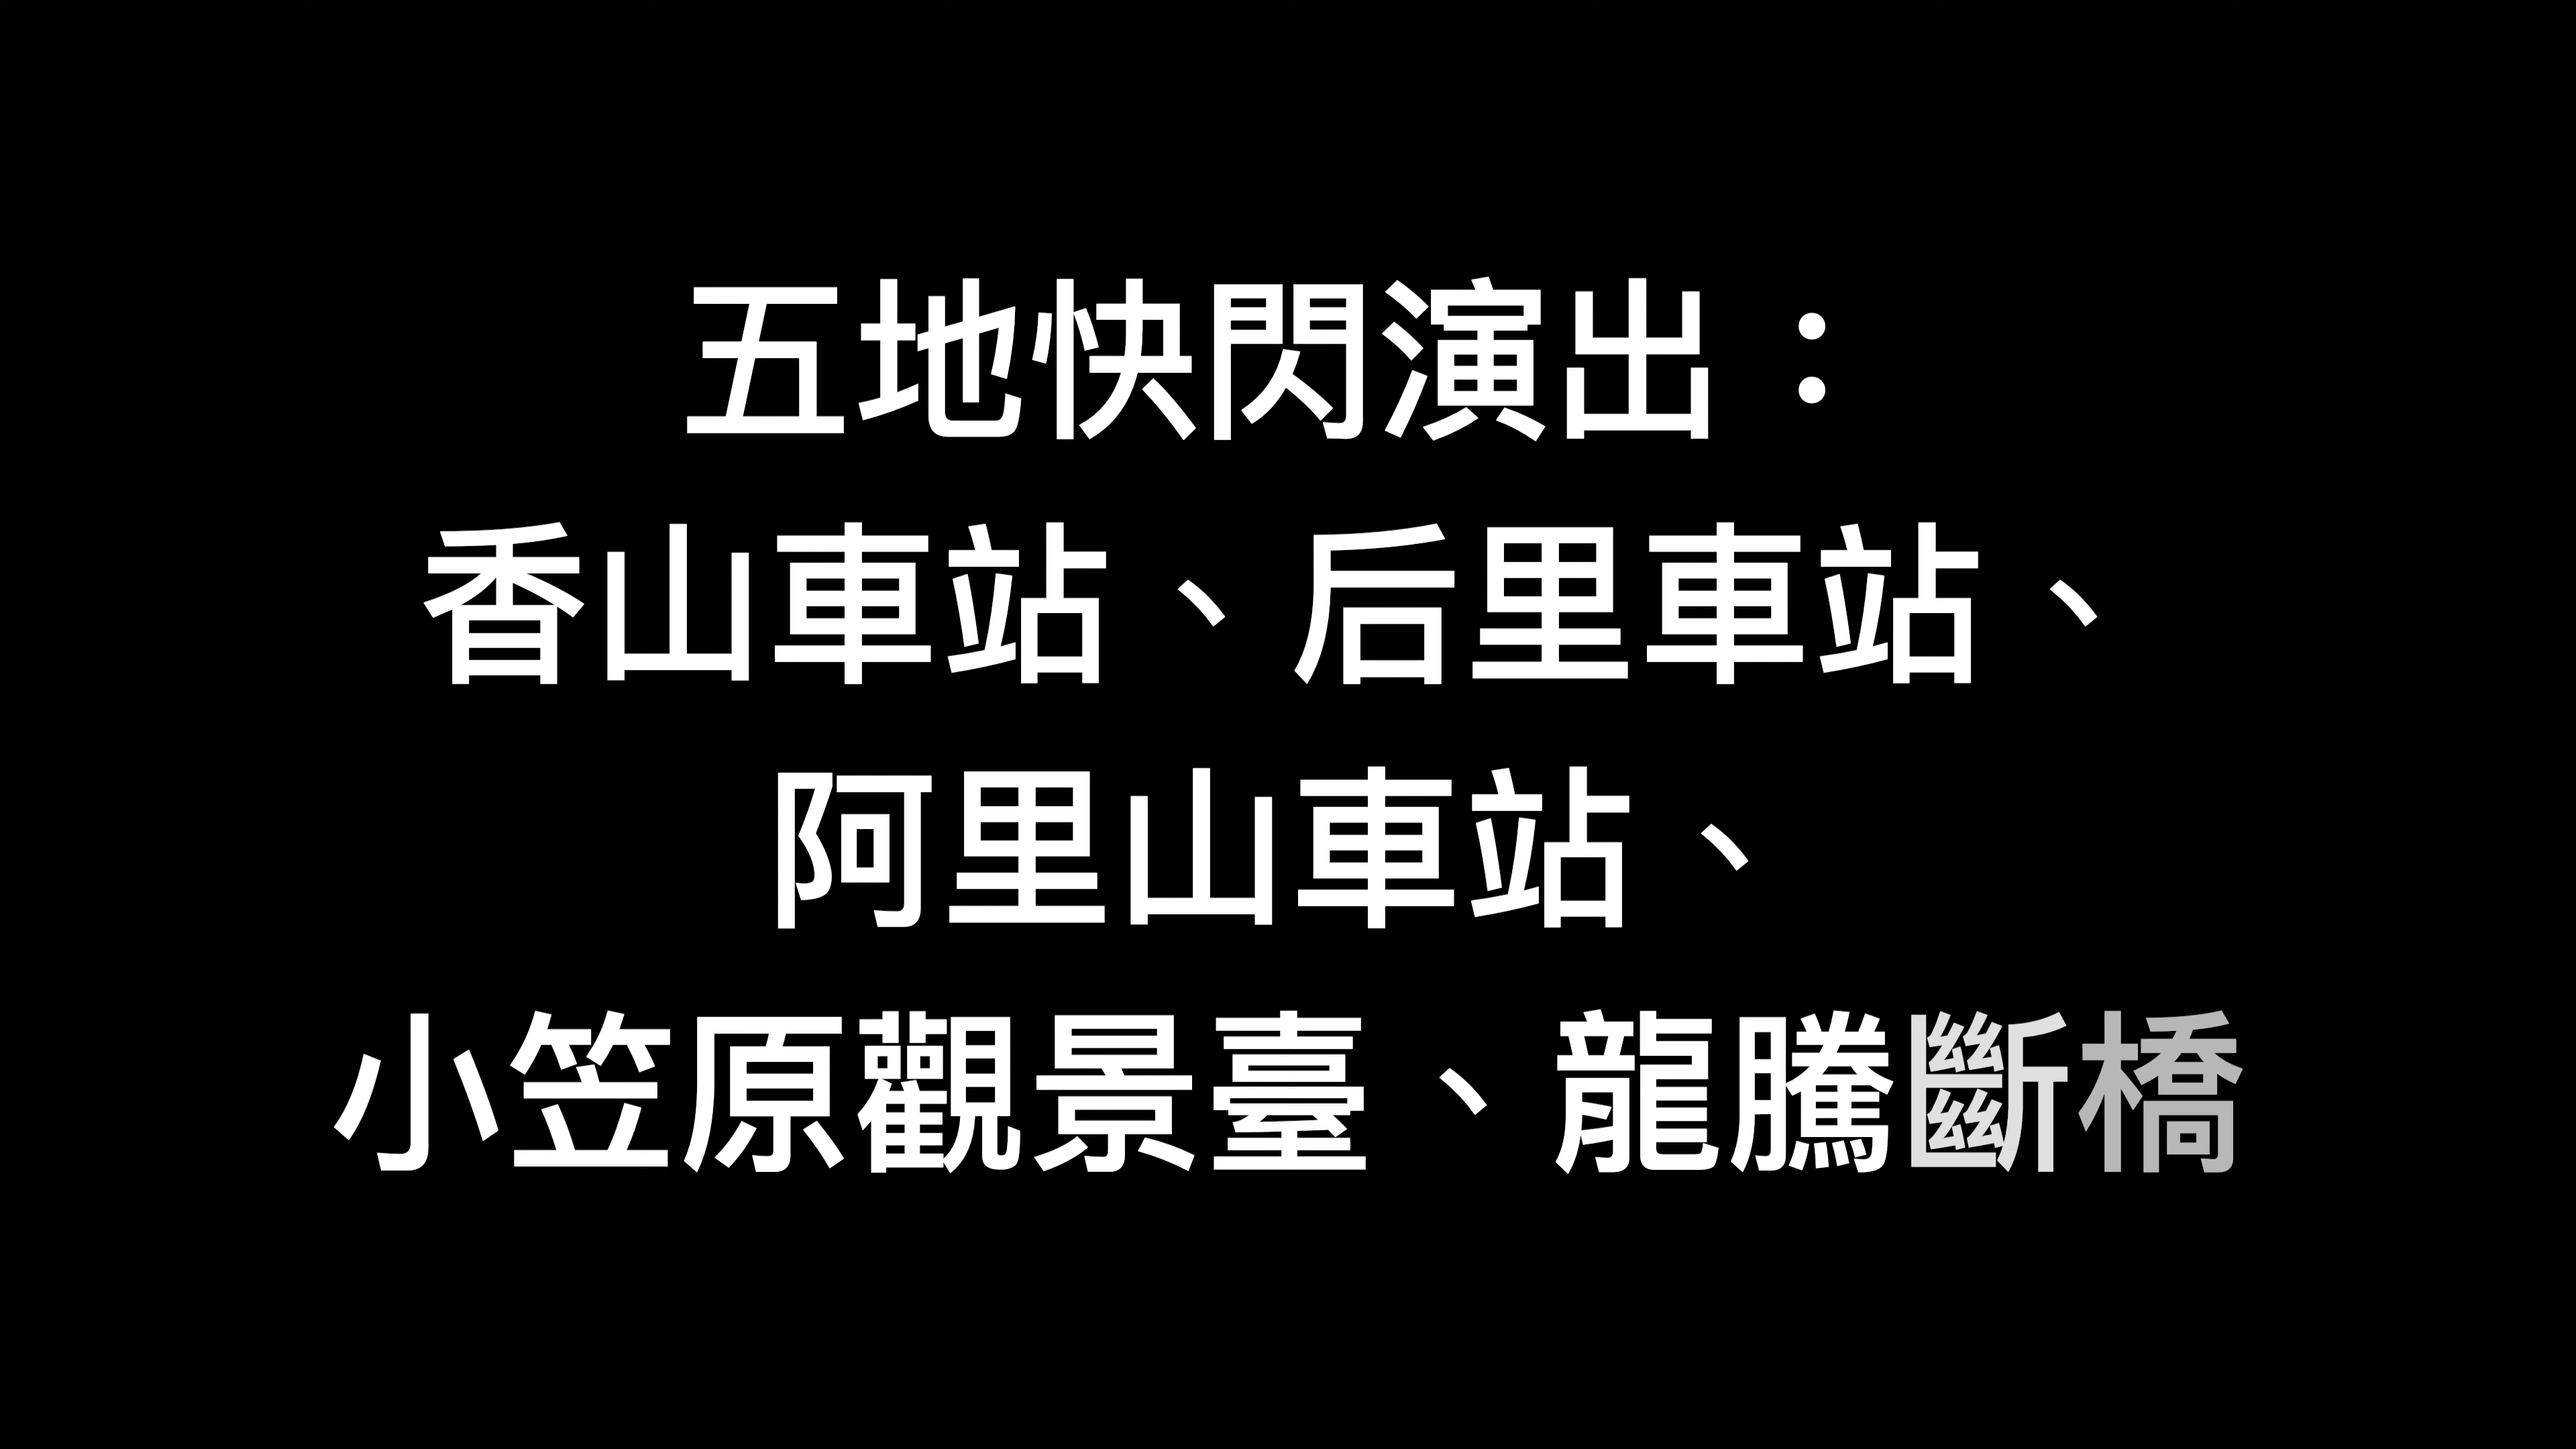 五地快閃演出：
香山車站、后里車站、
阿里山車站、
小笠原觀景臺、龍騰斷橋